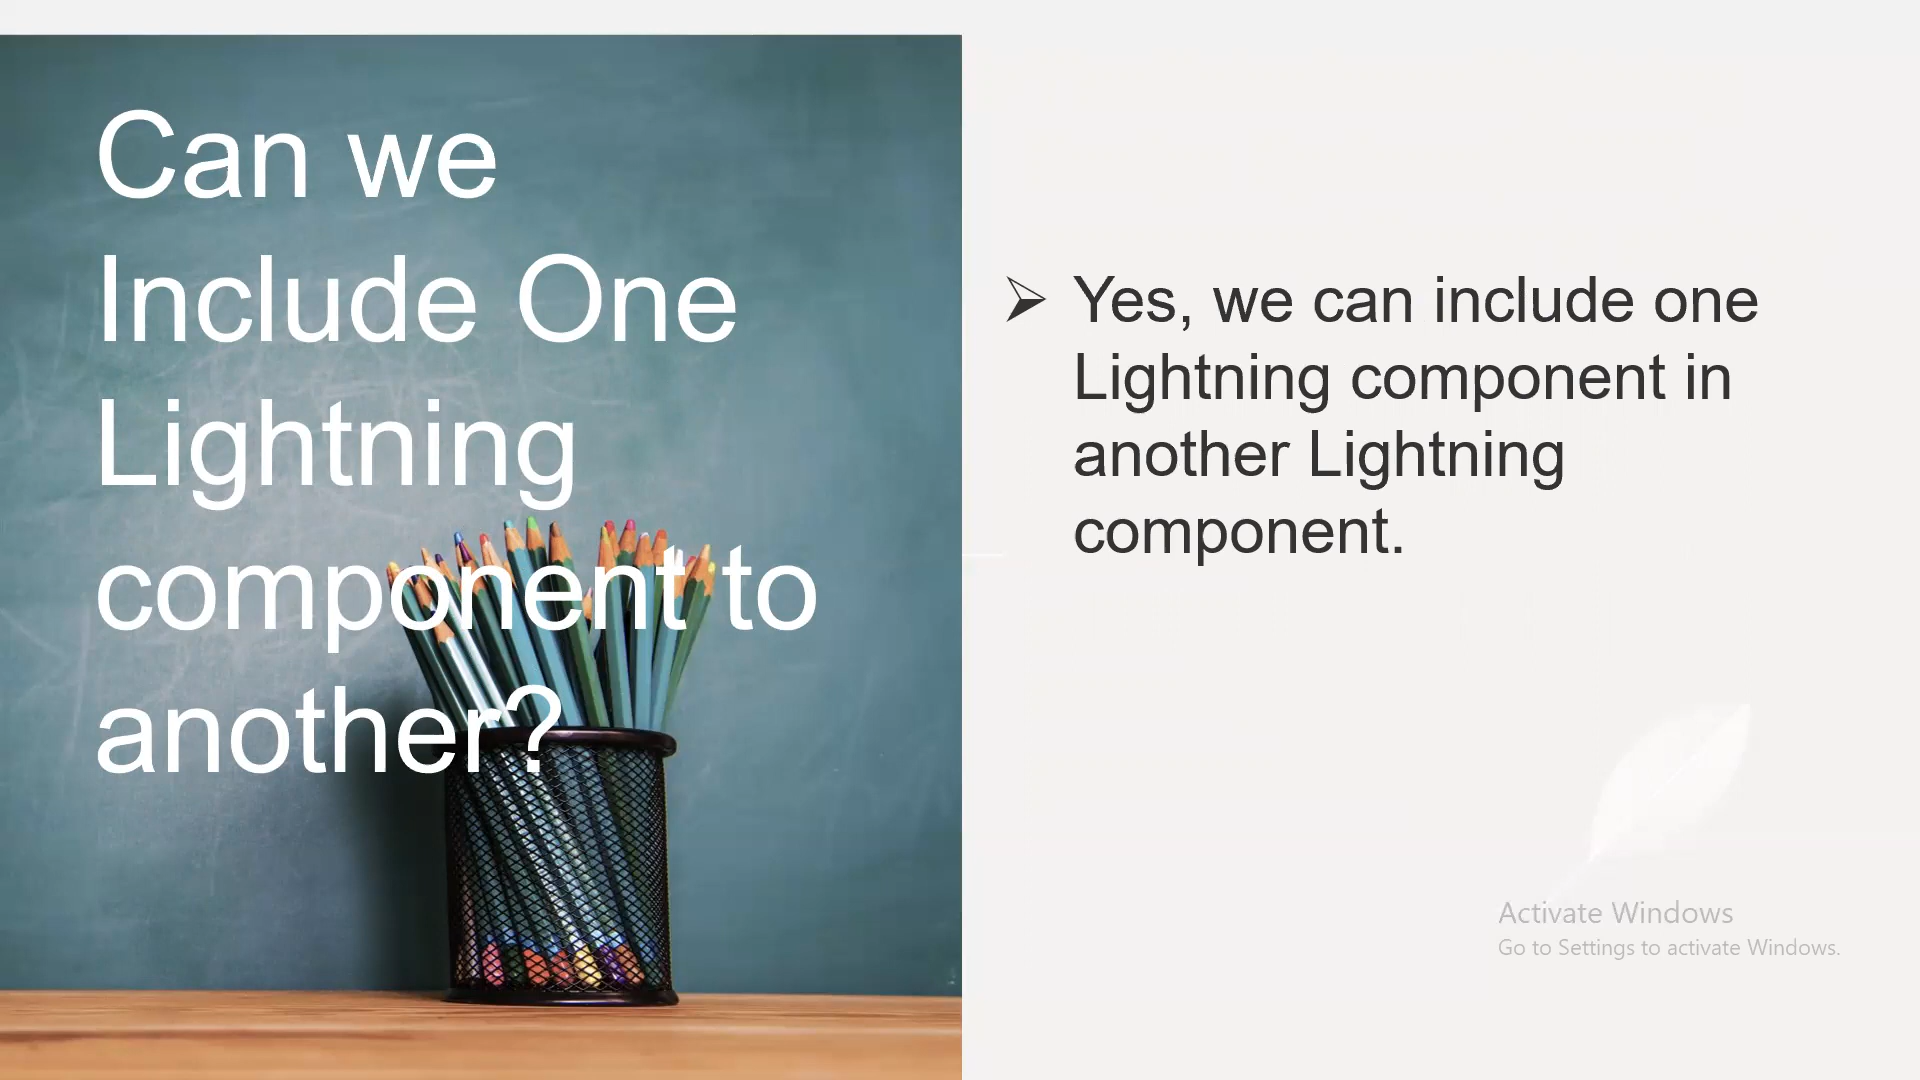 Can we
Include One
Lightning
component to
another?
Yes, we can include one
Lightning component in
another Lightning
component.
Activate Windows
Go to Settings to activate Windows.